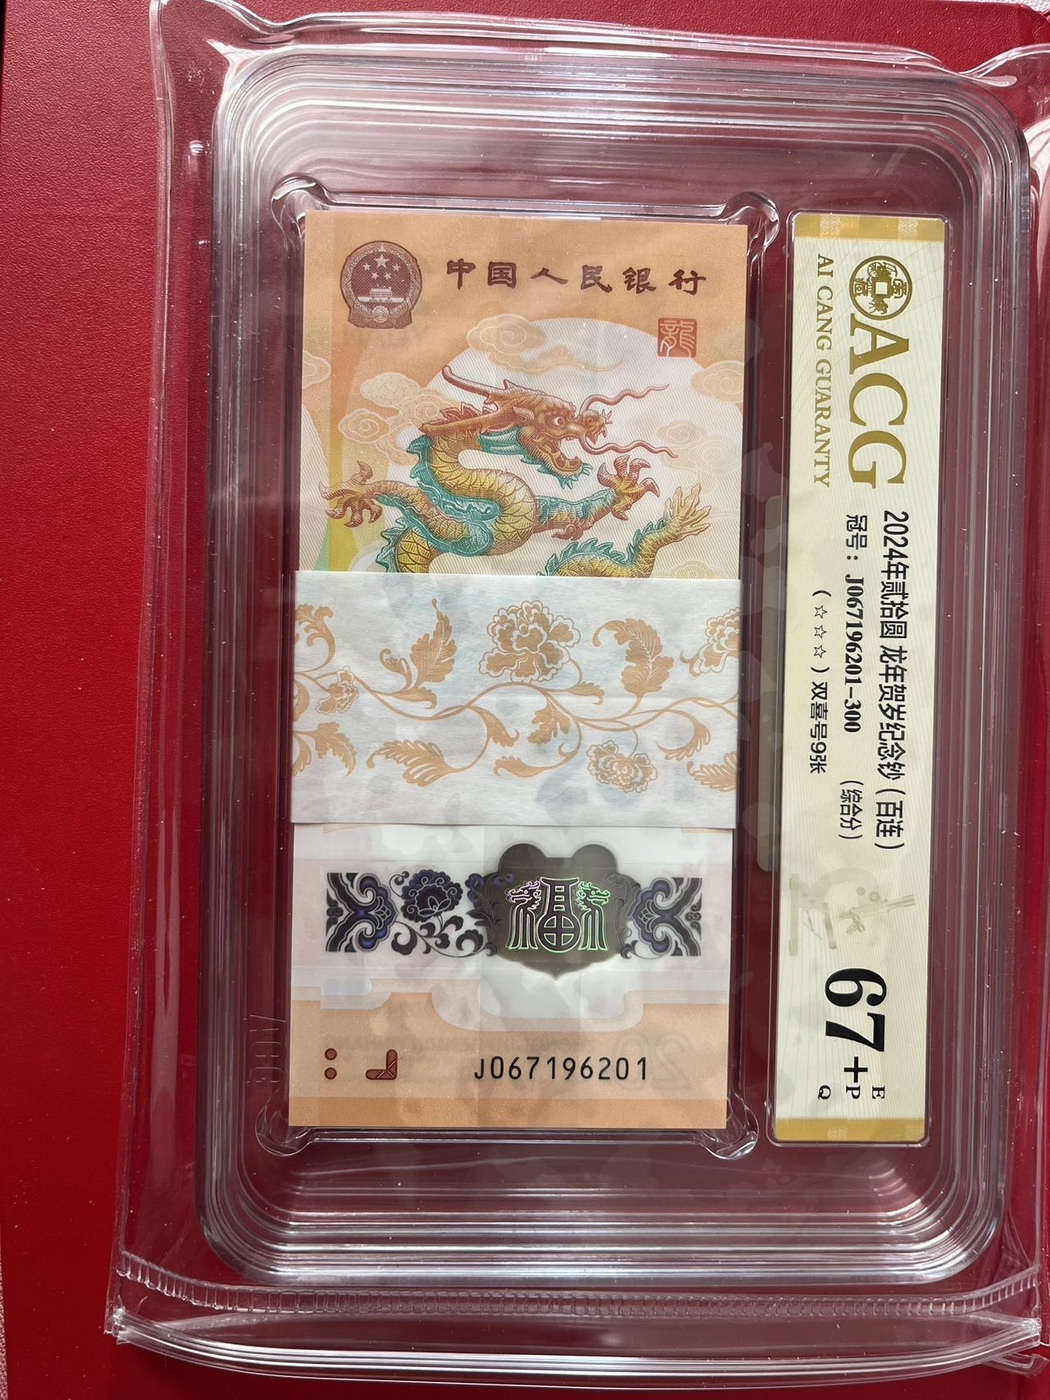 中国人民银行
龍
福
J067196201
ACG
AI CANG GUARANTY
2024年贰拾圆 龙年贺岁纪念钞（百连）
冠号： J067196201-300 （综合分）
（☆☆☆）双喜号9张
67
+
E
P
Q